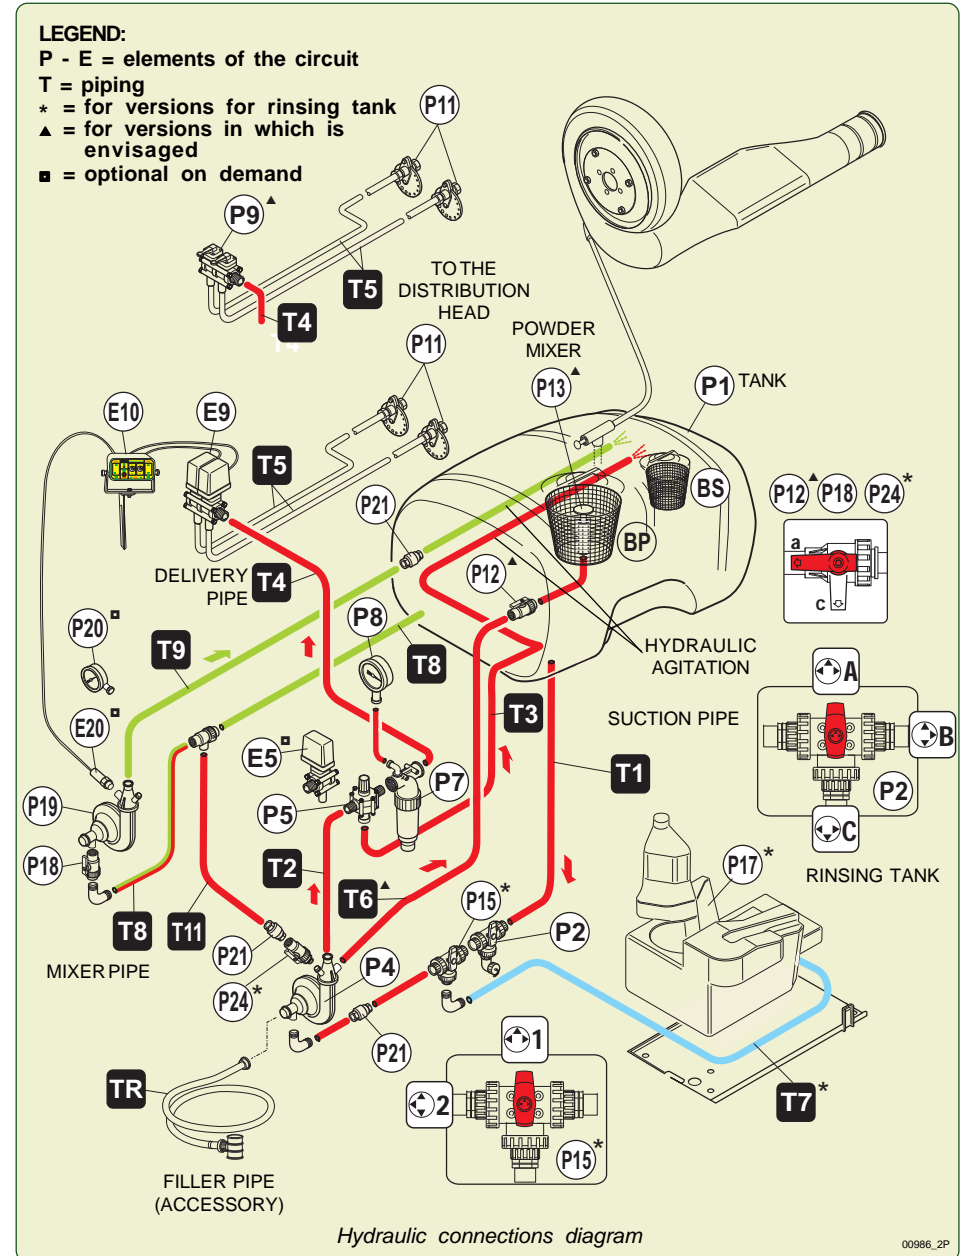 LEGEND:
P - E = elements of the circuit
T = piping
* = for versions for rinsing tank
▲ = for versions in which is
envisaged
◘ = optional on demand
P11
P9▲
T5
TO THE
DISTRIBUTION
HEAD
T4
T4
POWDER
MIXER
P11
P13▲
P1 TANK
E10
E9
T5
P21
BS
P12▲ P18 P24*
a
c
BP
P12▲
DELIVERY
PIPE
T4
P20◘
P8
T9
T8
HYDRAULIC
AGITATION
A
T3
SUCTION PIPE
B
E20◘
E5◘
T1
P7
P2
P19
P5
C
P18
RINSING TANK
T2
P17*
T6▲
P15*
T8
T11
P21
P2
MIXER PIPE
P4
P24*
P21
1
TR
2
T7*
P15*
FILLER PIPE
(ACCESSORY)
Hydraulic connections diagram
00986_2P